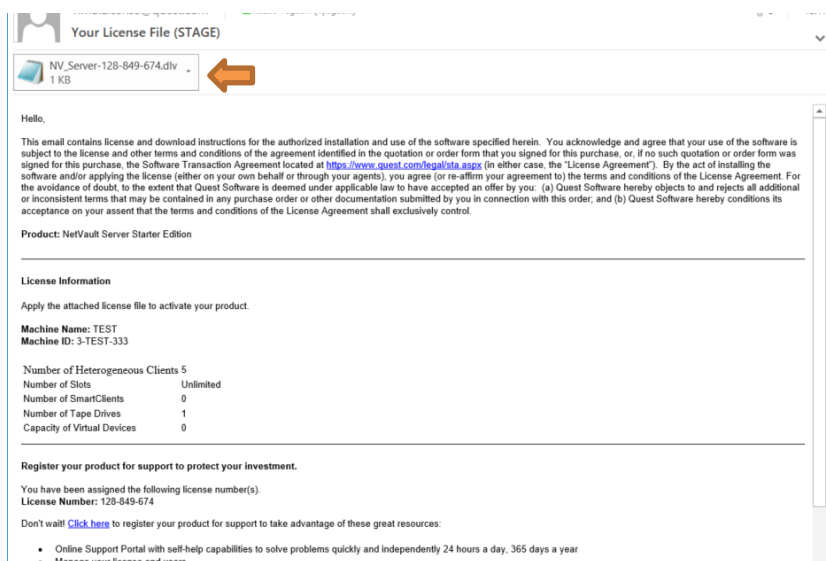 Your License File (STAGE)
NV_Server-128-849-674.dlv
1 KB
Hello,
This email contains license and download instructions for the authorized installation and use of the software specified herein. You acknowledge and agree that your use of the software is
subject to the license and other terms and conditions of the agreement identified in the quotation or order form that you signed for this purchase, or, if no such quotation or order form was
signed for this purchase, the Software Transaction Agreement located at https://www.quest.com/legal/sta.aspx (in either case, the “License Agreement”). By the act of installing the
software and/or applying the license (either on your own behalf or through your agents), you agree (or re-affirm your agreement to) the terms and conditions of the License Agreement. For
the avoidance of doubt, to the extent that Quest Software is deemed under applicable law to have accepted an offer by you: (a) Quest Software hereby objects to and rejects all additional
or inconsistent terms that may be contained in any purchase order or other documentation submitted by you in connection with this order; and (b) Quest Software hereby conditions its
acceptance on your assent that the terms and conditions of the License Agreement shall exclusively control.
Product: NetVault Server Starter Edition
License Information
Apply the attached license file to activate your product.
Machine Name: TEST
Machine ID: 3-TEST-333
Number of Heterogeneous Clients 5
Number of Slots Unlimited
Number of SmartClients 0
Number of Tape Drives 1
Capacity of Virtual Devices 0
Register your product for support to protect your investment.
You have been assigned the following license number(s).
License Number: 128-849-674
Don't wait! Click here to register your product for support to take advantage of these great resources:
• Online Support Portal with self-help capabilities to solve problems quickly and independently 24 hours a day, 365 days a year